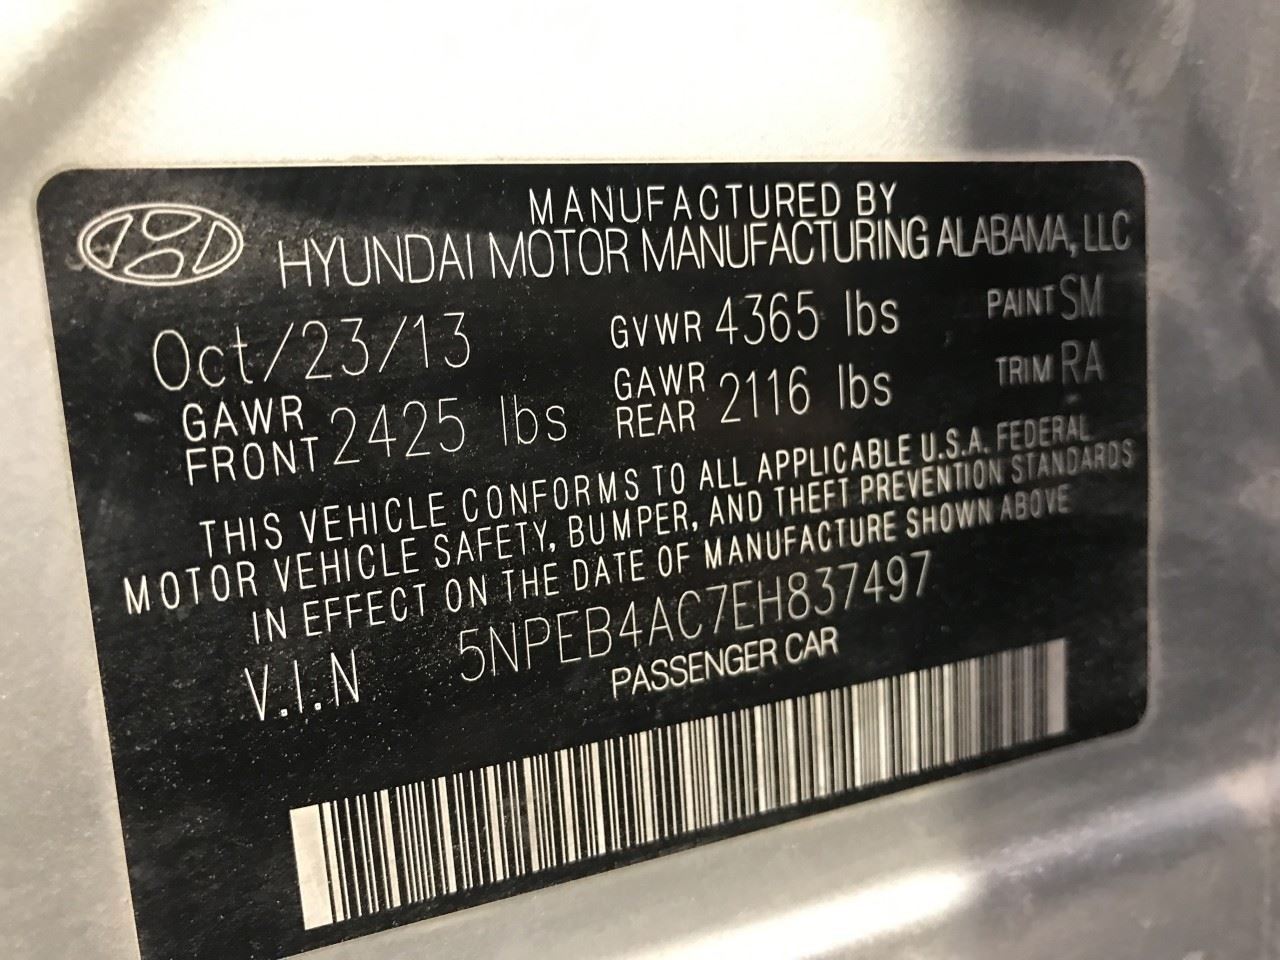 MANUFACTURED BY
HYUNDAI MOTOR MANUFACTURING ALABAMA, LLC
Oct/23/13 GVWR 4365 lbs PAINT SM
GAWR FRONT 2425 lbs GAWR REAR 2116 lbs TRIM RA
THIS VEHICLE CONFORMS TO ALL APPLICABLE U.S.A. FEDERAL
MOTOR VEHICLE SAFETY, BUMPER, AND THEFT PREVENTION STANDARDS
IN EFFECT ON THE DATE OF MANUFACTURE SHOWN ABOVE
V.I.N 5NPEB4AC7EH837497
PASSENGER CAR